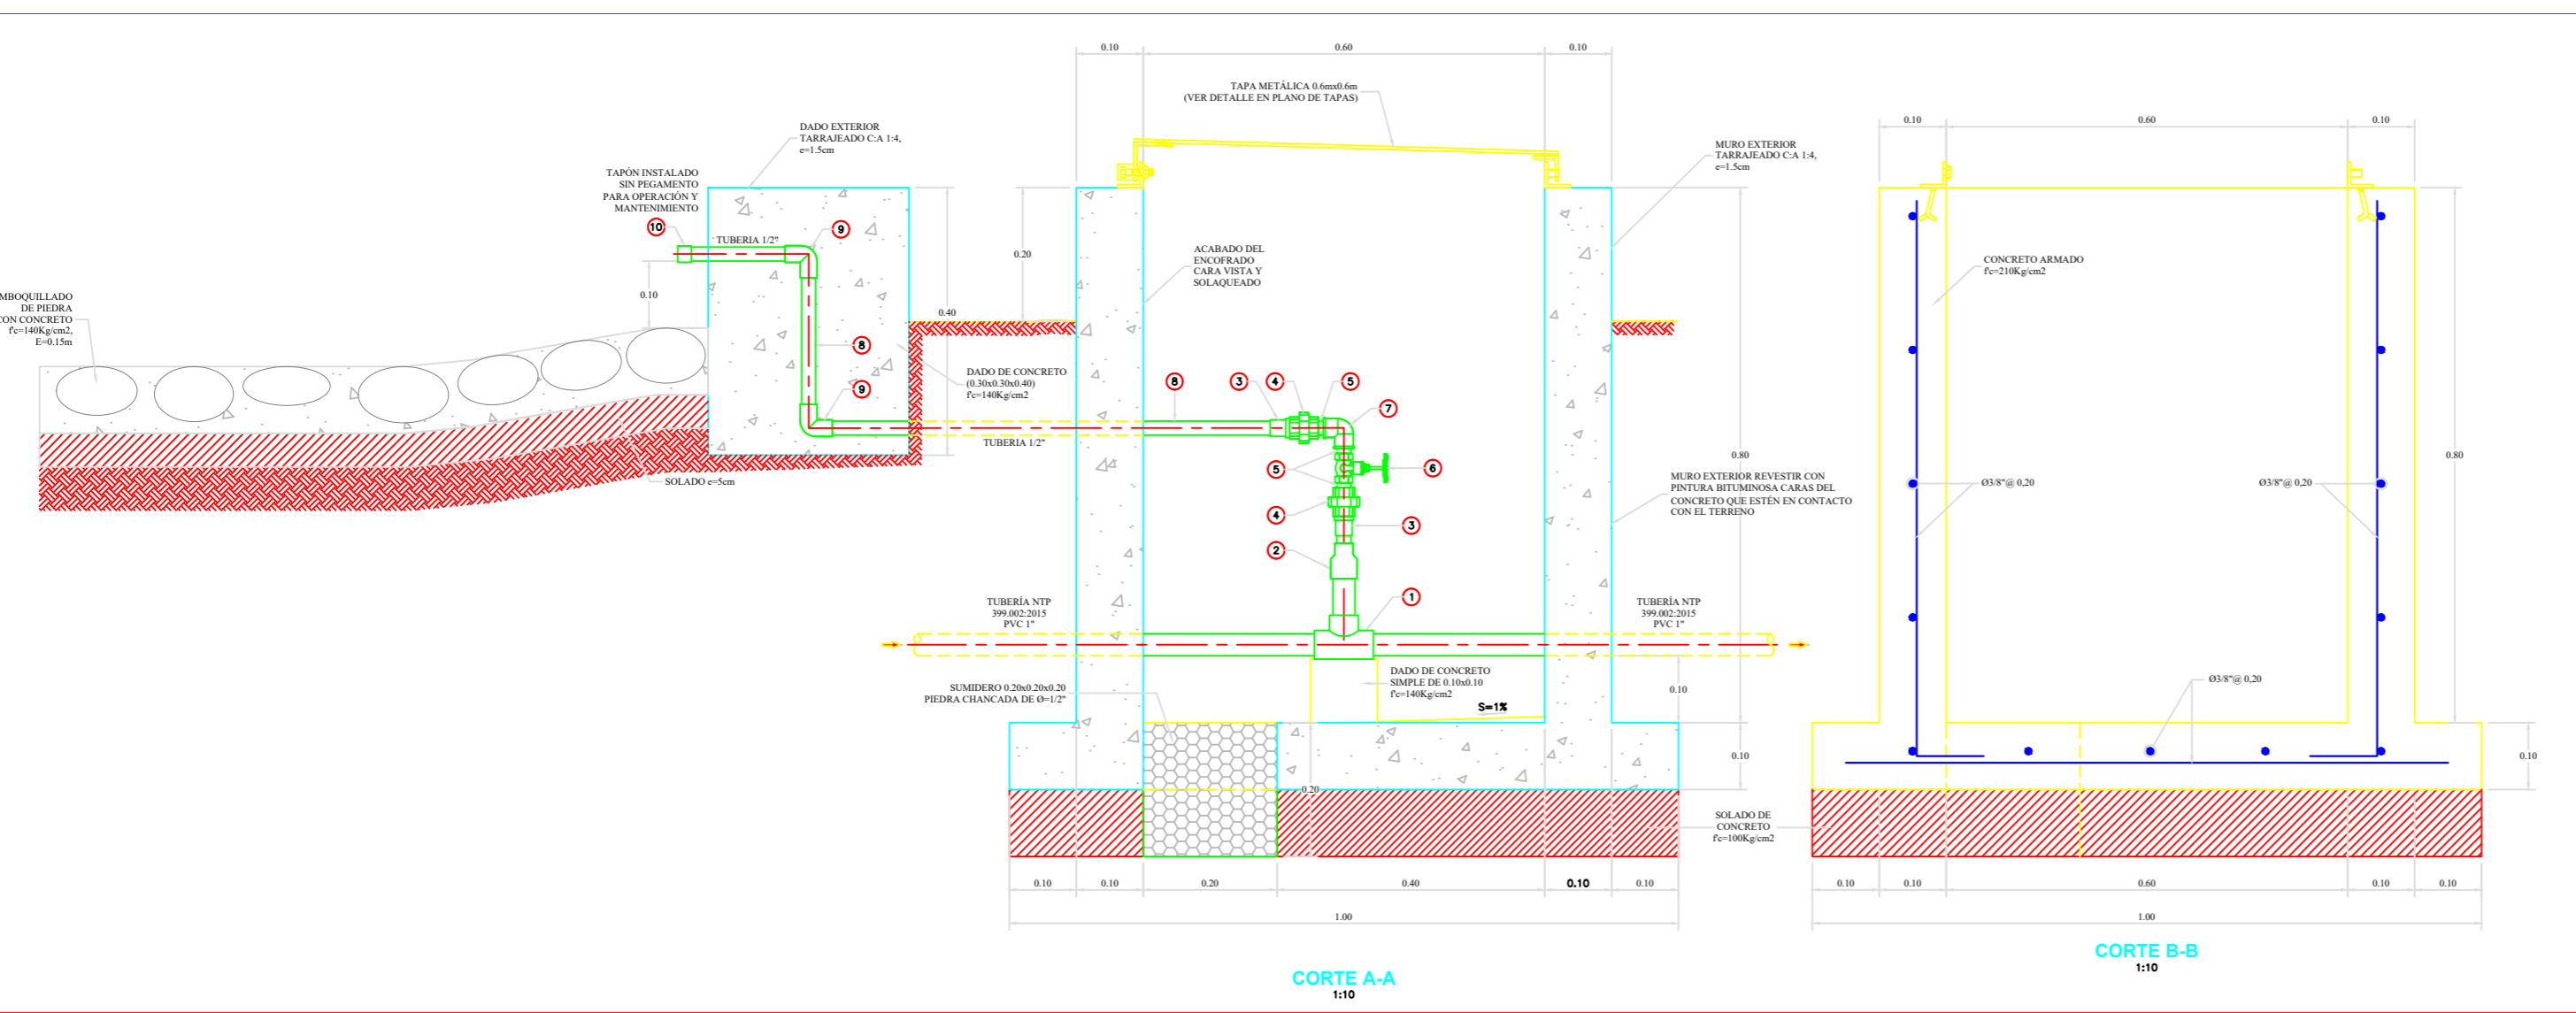 0.10
0.60
0.10
TAPA METÁLICA 0.6mx0.6m
(VER DETALLE EN PLANO DE TAPAS)
DADO EXTERIOR
TARRAJEADO C:A 1:4,
e=1.5cm
MURO EXTERIOR
TARRAJEADO C:A 1:4,
e=1.5cm
TAPÓN INSTALADO
SIN PEGAMENTO
PARA OPERACIÓN Y
MANTENIMIENTO
10
TUBERIA 1/2"
9
0.10
MBOQUILLADO
DE PIEDRA
CON CONCRETO
f'c=140Kg/cm2,
E=0.15m
8
9
0.20
0.40
ACABADO DEL
ENCOFRADO
CARA VISTA Y
SOLAQUEADO
DADO DE CONCRETO
(0.30x0.30x0.40)
f'c=140Kg/cm2
TUBERIA 1/2"
SOLADO e=5cm
8
3
4
5
7
5
6
4
3
2
1
0.80
MURO EXTERIOR REVESTIR CON
PINTURA BITUMINOSA CARAS DEL
CONCRETO QUE ESTÉN EN CONTACTO
CON EL TERRENO
TUBERÍA NTP
399.002:2015
PVC 1"
TUBERÍA NTP
399.002:2015
PVC 1"
SUMIDERO 0.20x0.20x0.20
PIEDRA CHANCADA DE Ø=1/2"
DADO DE CONCRETO
SIMPLE DE 0.10x0.10
f'c=140Kg/cm2
S=1%
0.10
0.10
0.20
SOLADO DE
CONCRETO
f'c=100Kg/cm2
0.10
0.10
0.20
0.40
0.10
0.10
1.00
CORTE A-A
1:10
0.10
0.60
0.10
CONCRETO ARMADO
f'c=210Kg/cm2
Ø3/8"@ 0,20
Ø3/8"@ 0,20
0.80
Ø3/8"@ 0,20
0.10
0.10
0.10
0.60
0.10
0.10
1.00
CORTE B-B
1:10